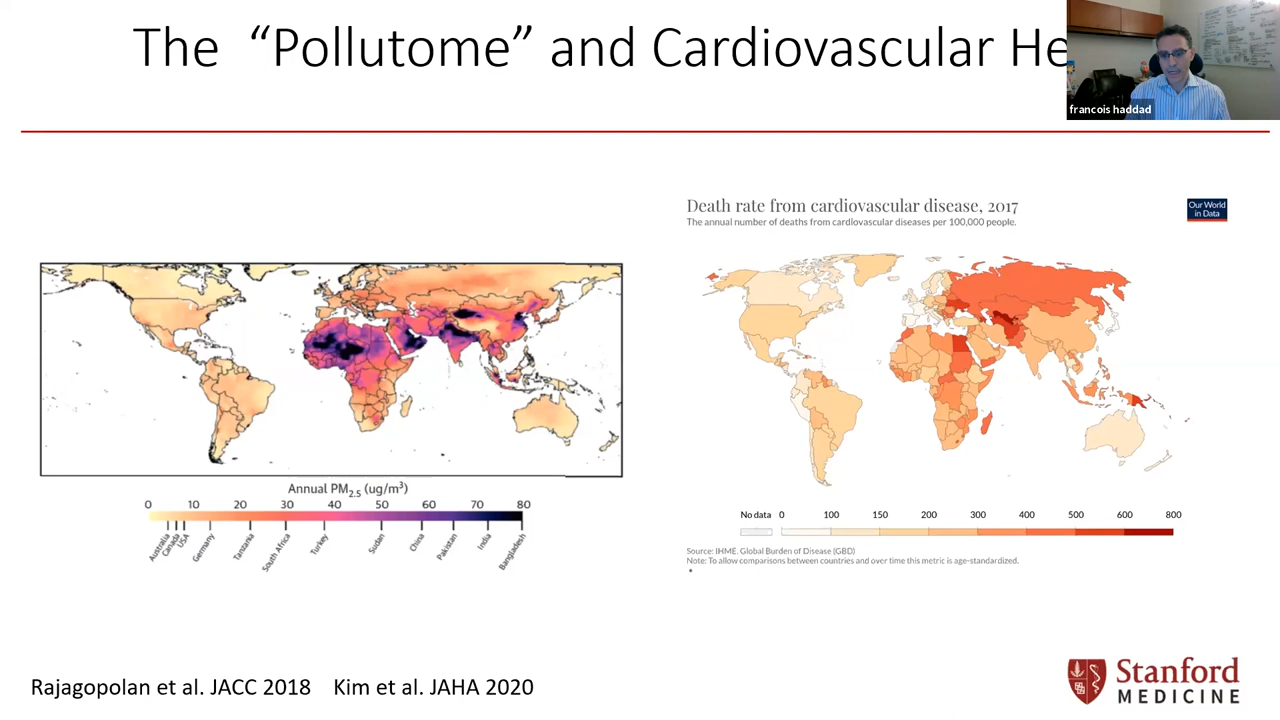 The “Pollutome” and Cardiovascular He
francois haddad
Death rate from cardiovascular disease, 2017
The annual number of deaths from cardiovascular diseases per 100,000 people.
Our World
in Data
Annual PM2.5 (ug/m³)
0 10 20 30 40 50 60 70 80
Australia Canada USA Germany Tanzania South Africa Turkey Sudan China Pakistan India Bangladesh
No data 0 100 150 200 300 400 500 600 800
Source: IHME, Global Burden of Disease (GBD)
Note: To allow comparisons between countries and over time this metric is age-standardized.
Rajagopolan et al. JACC 2018 Kim et al. JAHA 2020
Stanford
MEDICINE